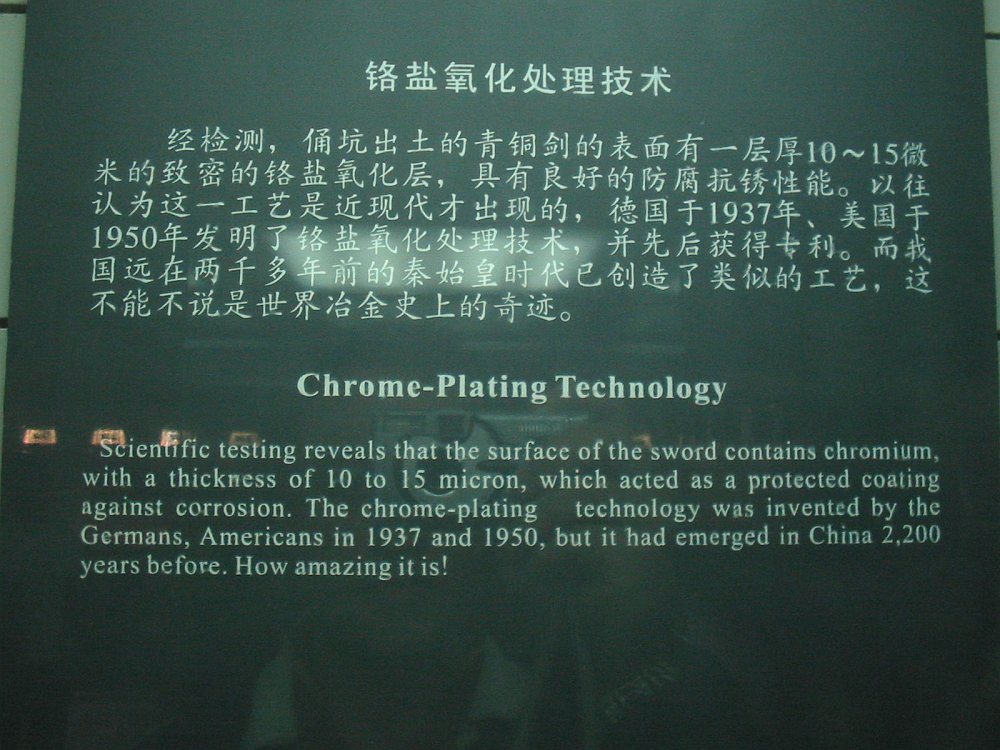 铬盐氧化处理技术
经检测，俑坑出土的青铜剑的表面有一层厚10～15微
米的致密的铬盐氧化层，具有良好的防腐抗锈性能。以往
认为这一工艺是近现代才出现的，德国于1937年、美国于
1950年发明了铬盐氧化处理技术，并先后获得专利。而我
国远在两千多年前的秦始皇时代已创造了类似的工艺，这
不能不说是世界冶金史上的奇迹。
Chrome-Plating Technology
Scientific testing reveals that the surface of the sword contains chromium,
with a thickness of 10 to 15 micron, which acted as a protected coating
against corrosion. The chrome-plating technology was invented by the
Germans, Americans in 1937 and 1950, but it had emerged in China 2,200
years before. How amazing it is!